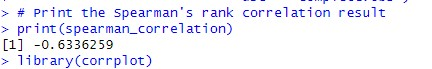 > # Print the Spearman's rank correlation result
> print(spearman_correlation)
[1] -0.6336259
> library(corrplot)